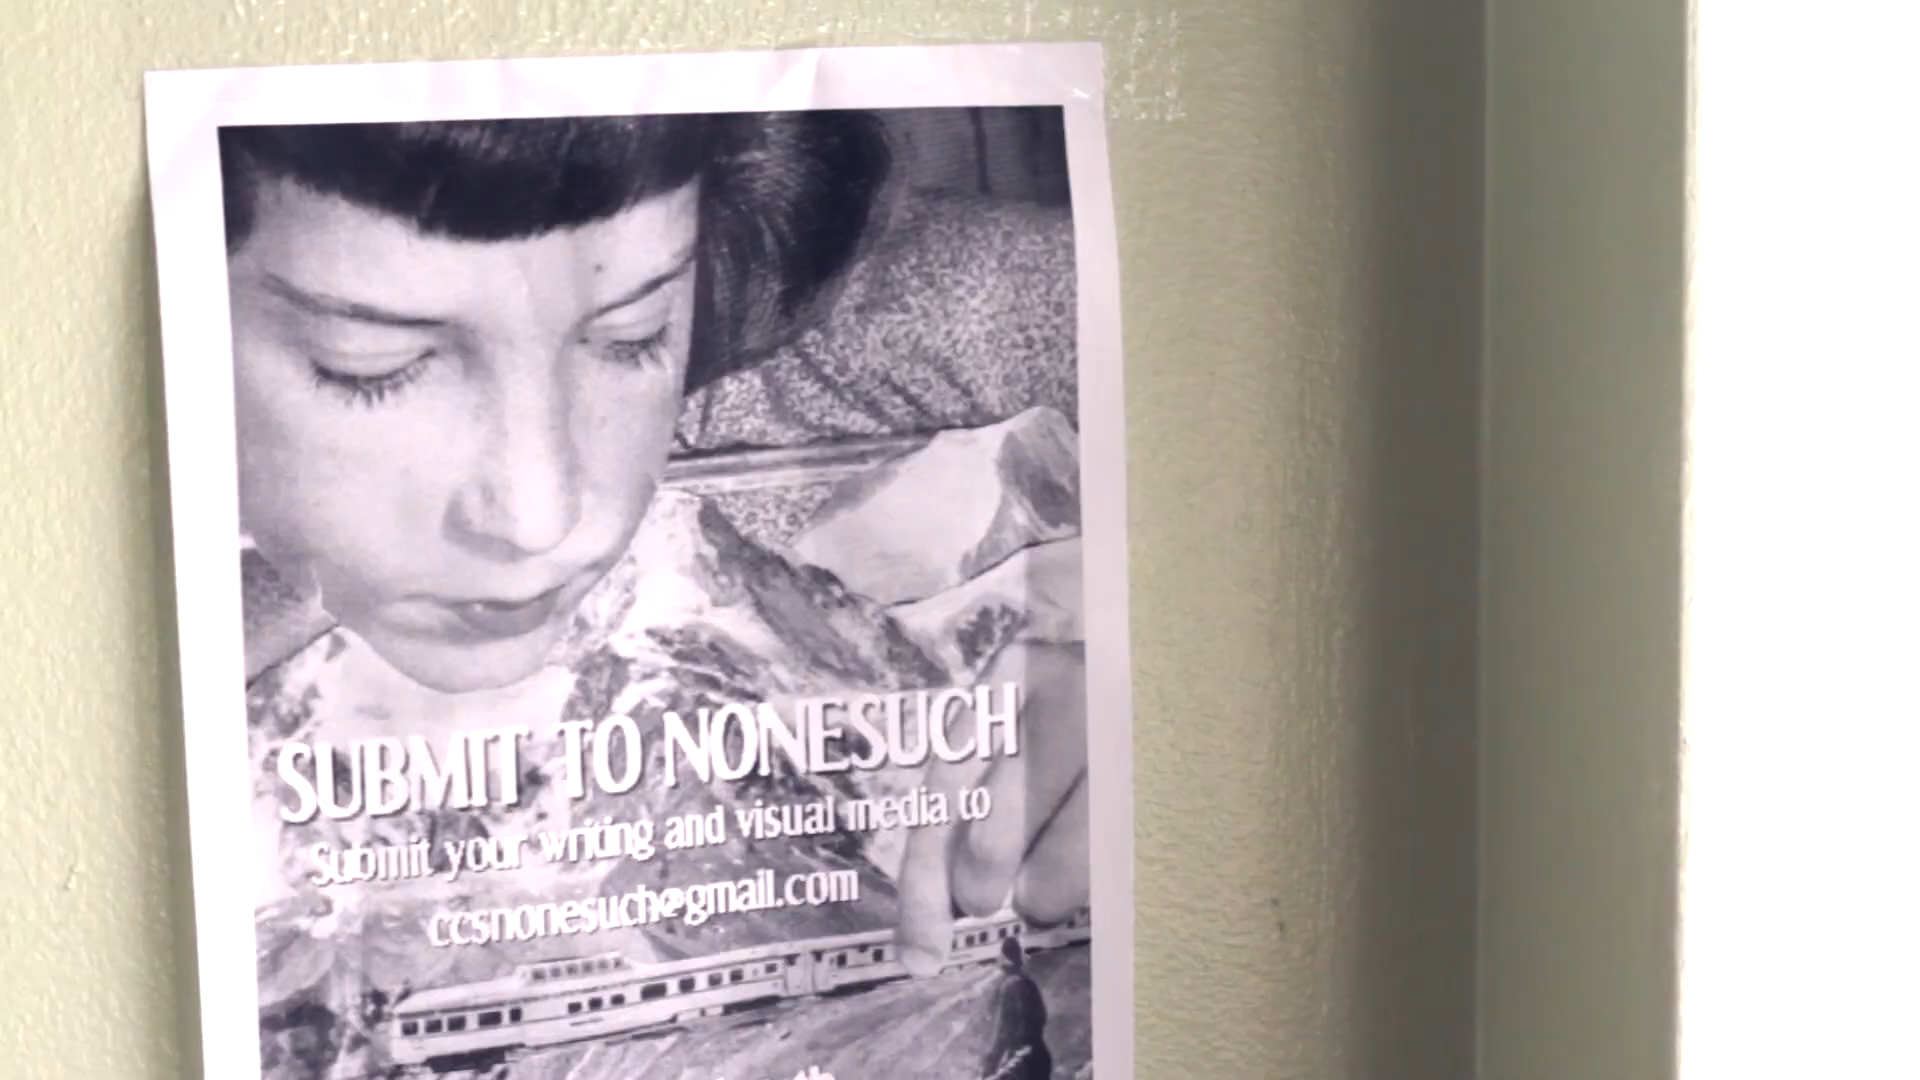 SUBMIT TO NONESUCH
Submit your writing and visual media to
ccsnonesuch@gmail.com